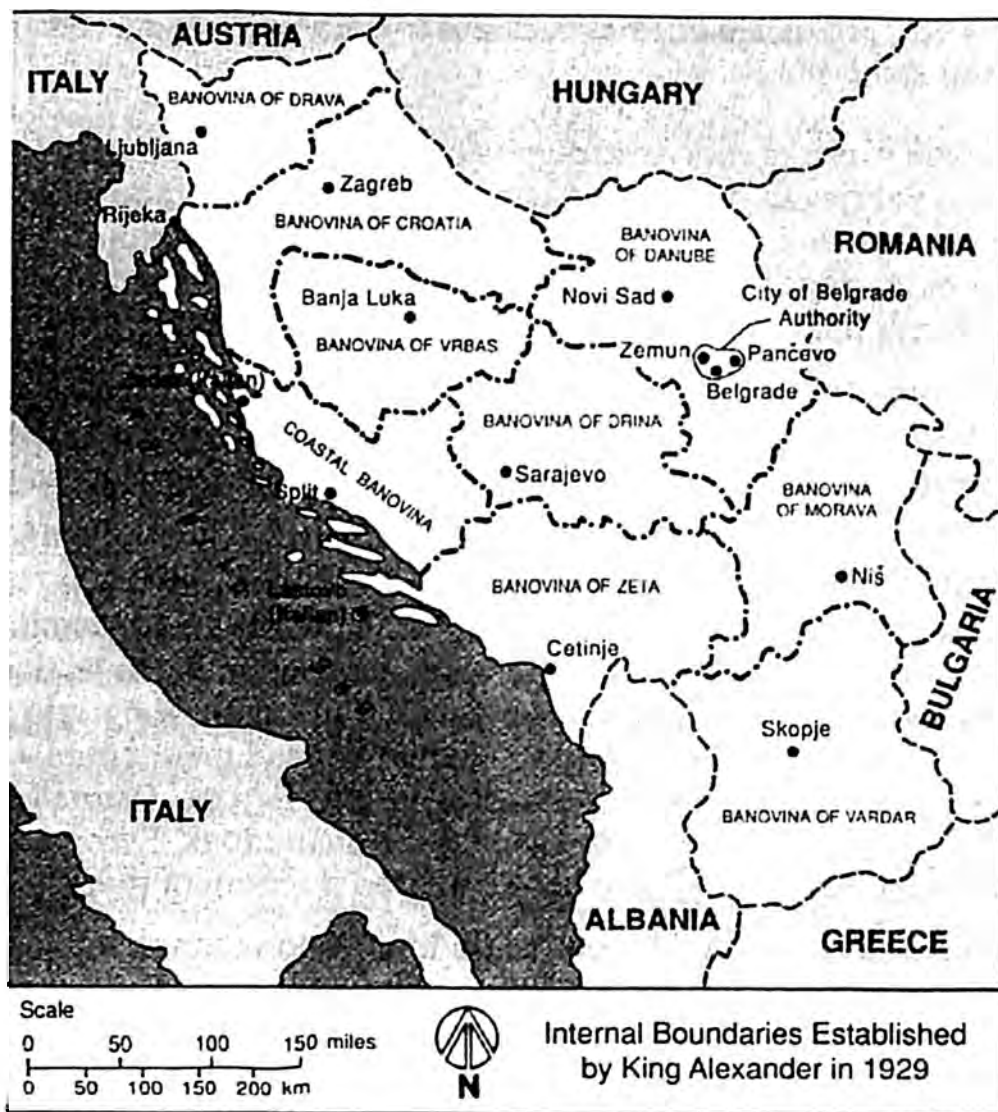 AUSTRIA
ITALY
HUNGARY
BANOVINA OF DRAVA
Ljubljana
Zagreb
Rijeka
BANOVINA OF CROATIA
BANOVINA
OF DANUBE
ROMANIA
Banja Luka
Novi Sad
City of Belgrade
Authority
BANOVINA OF VRBAS
Zemun
Pančevo
Belgrade
COASTAL BANOVINA
BANOVINA OF DRINA
Sarajevo
Split
BANOVINA
OF MORAVA
BANOVINA OF ZETA
Niš
Cetinje
BULGARIA
Skopje
ITALY
BANOVINA OF VARDAR
ALBANIA
GREECE
Scale
0 50 100 150 miles
0 50 100 150 200 km
N
Internal Boundaries Established
by King Alexander in 1929